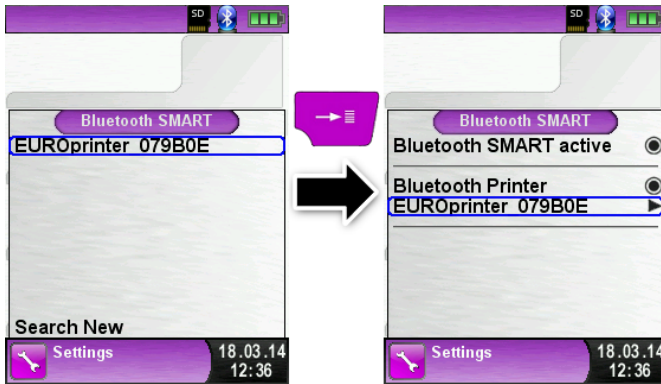 SD
Bluetooth SMART
EUROprinter_079B0E
Search New
Settings
18.03.14
12:36
SD
Bluetooth SMART
Bluetooth SMART active
Bluetooth Printer
EUROprinter_079B0E
Settings
18.03.14
12:36